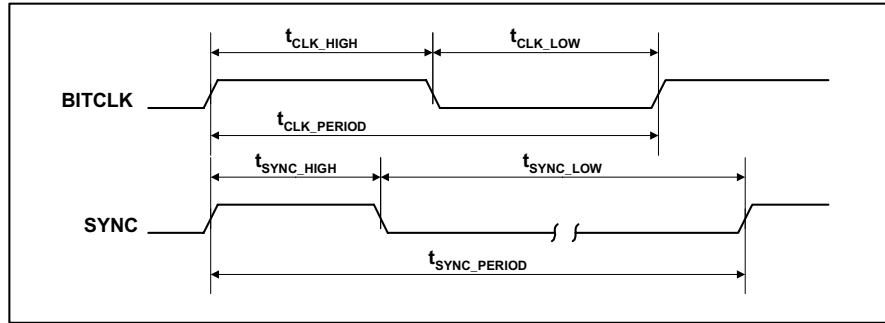 tCLK_HIGH tCLK_LOW
BITCLK
tCLK_PERIOD
tSYNC_HIGH tSYNC_LOW
SYNC
tSYNC_PERIOD